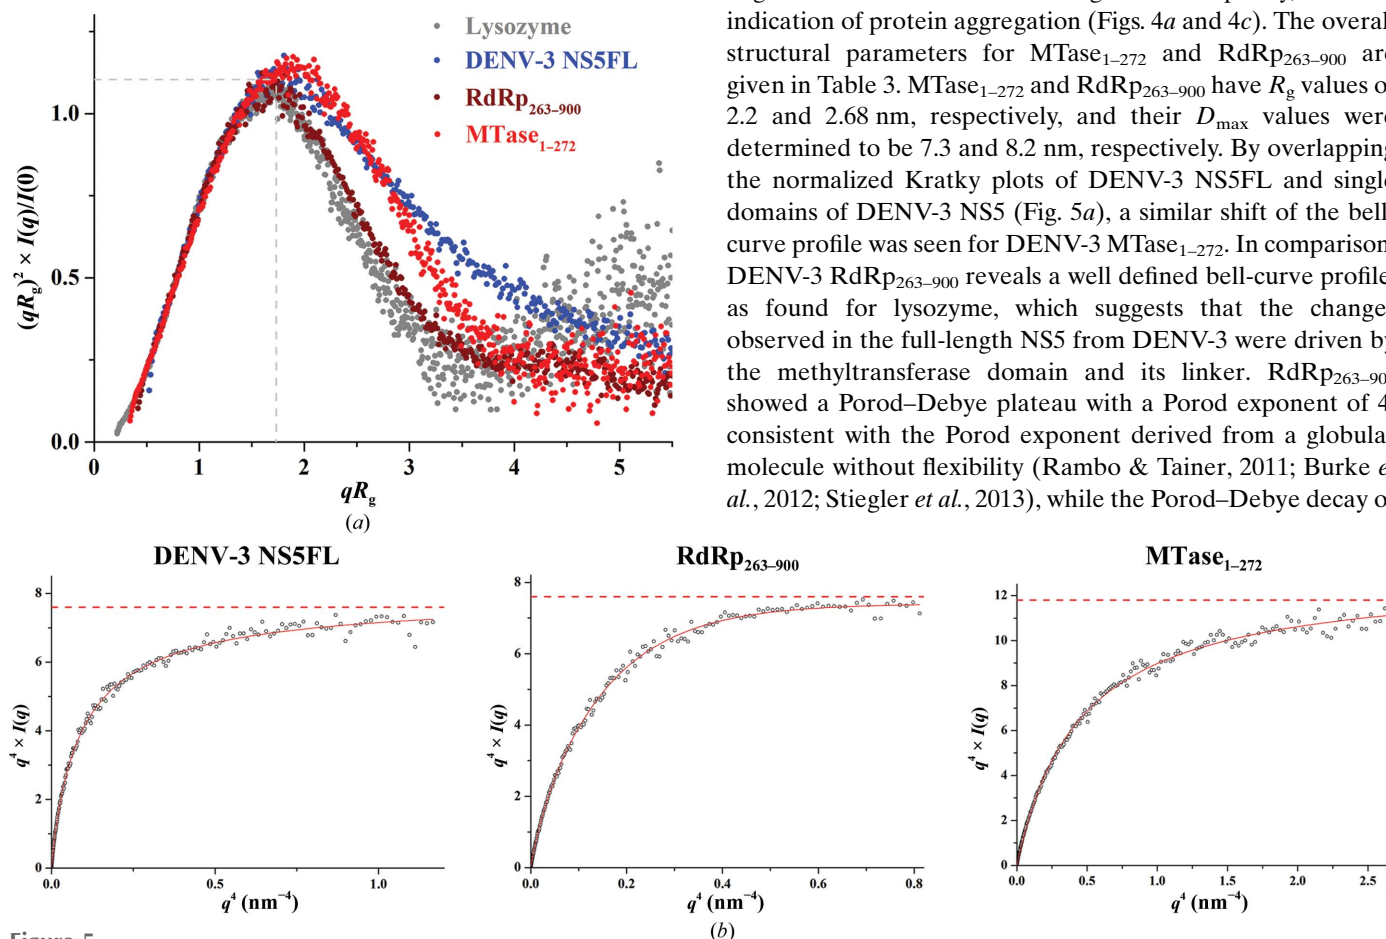 Lysozyme
DENV-3 NS5FL
RdRp263–900
MTase1–272
1.0
0.5
0.0
(qRg)2 × I(q)/I(0)
0 1 2 3 4 5
qRg
(a)
indication of protein aggregation (Figs. 4a and 4c). The overall
structural parameters for MTase1–272 and RdRp263–900 are
given in Table 3. MTase1–272 and RdRp263–900 have Rg values o
2.2 and 2.68 nm, respectively, and their Dmax values were
determined to be 7.3 and 8.2 nm, respectively. By overlapping
the normalized Kratky plots of DENV-3 NS5FL and single
domains of DENV-3 NS5 (Fig. 5a), a similar shift of the bell
curve profile was seen for DENV-3 MTase1–272. In comparison
DENV-3 RdRp263–900 reveals a well defined bell-curve profile
as found for lysozyme, which suggests that the change
observed in the full-length NS5 from DENV-3 were driven by
the methyltransferase domain and its linker. RdRp263–90
showed a Porod–Debye plateau with a Porod exponent of 4
consistent with the Porod exponent derived from a globula
molecule without flexibility (Rambo & Tainer, 2011; Burke e
al., 2012; Stiegler et al., 2013), while the Porod–Debye decay o
DENV-3 NS5FL
8
6
4
2
0
q4 × I(q)
0.0 0.5 1.0
q4 (nm−4)
RdRp263–900
8
6
4
2
0
q4 × I(q)
0.0 0.2 0.4 0.6 0.8
q4 (nm−4)
MTase1–272
12
10
8
6
4
2
0
q4 × I(q)
0.0 0.5 1.0 1.5 2.0 2.5
q4 (nm−4)
(b)
Figure 5